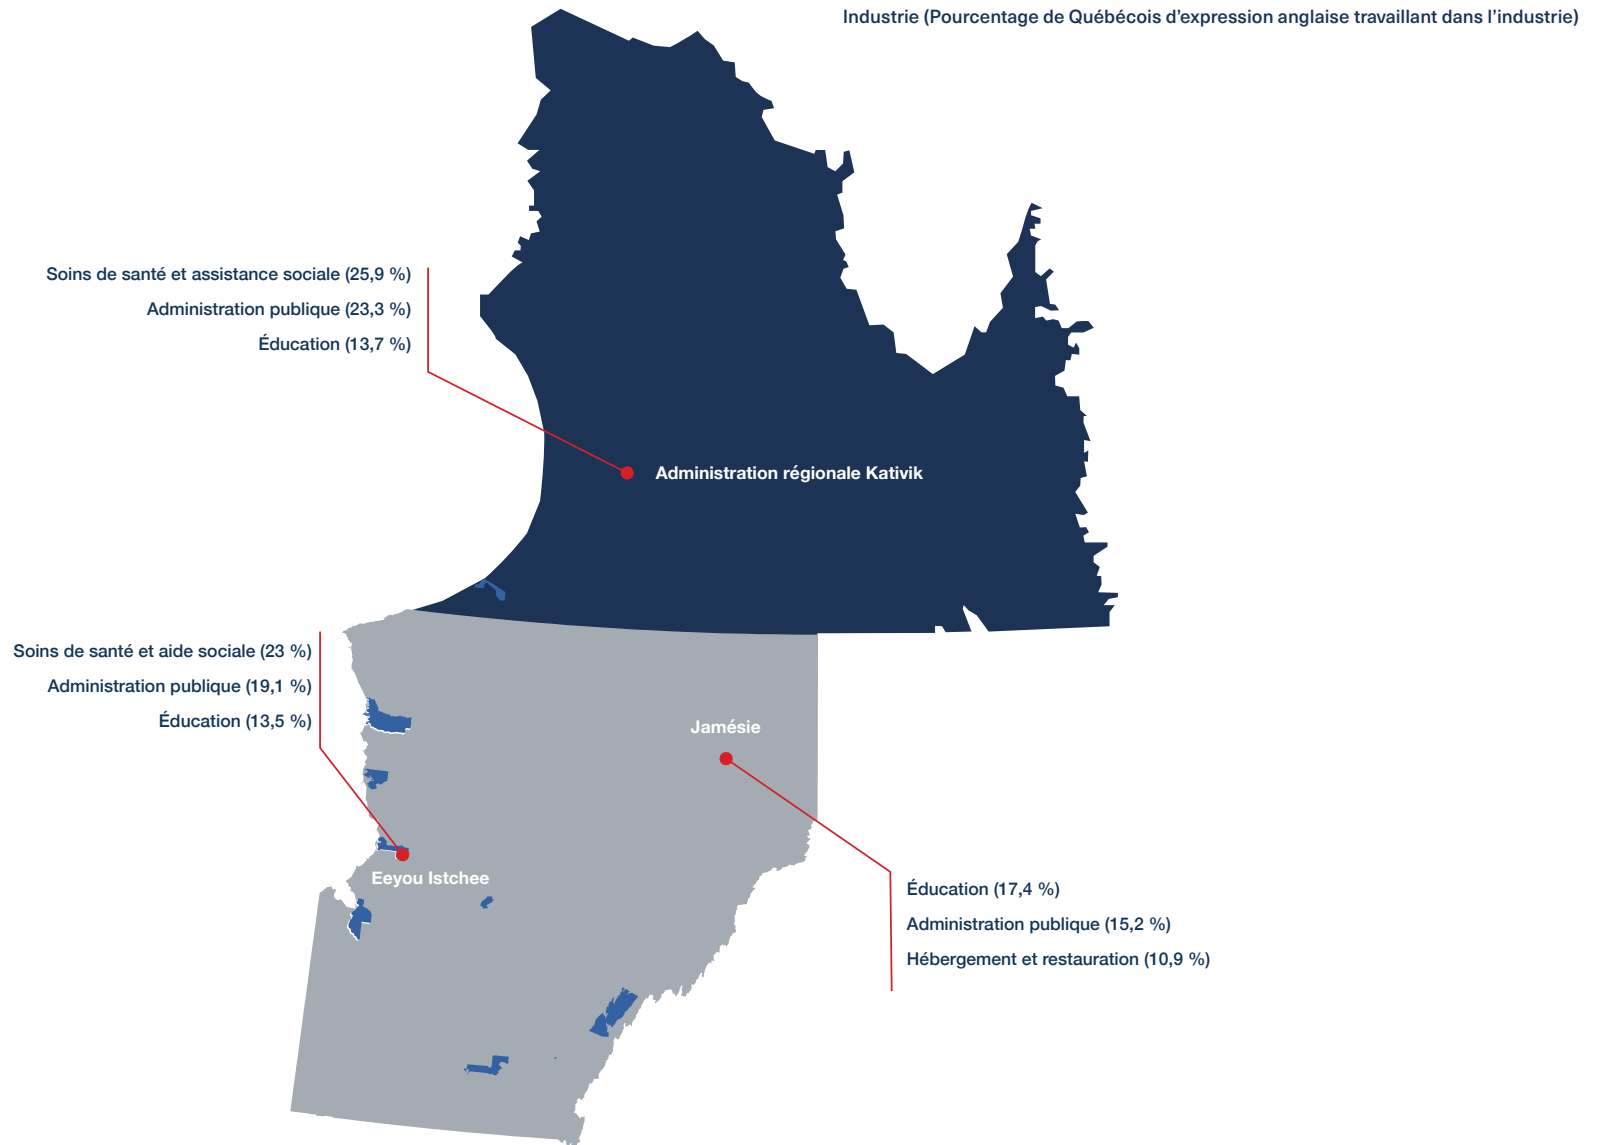 Industrie (Pourcentage de Québécois d'expression anglaise travaillant dans l'industrie)
Soins de santé et assistance sociale (25,9 %)
Administration publique (23,3 %)
Éducation (13,7 %)
Administration régionale Kativik
Soins de santé et aide sociale (23 %)
Administration publique (19,1 %)
Éducation (13,5 %)
Jamésie
Eeyou Istchee
Éducation (17,4 %)
Administration publique (15,2 %)
Hébergement et restauration (10,9 %)